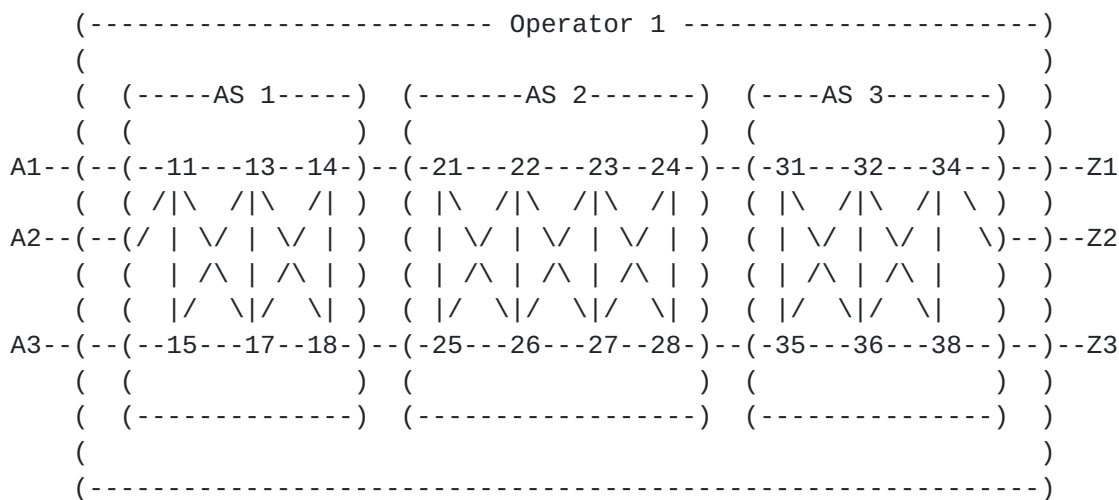 (-------------------------- Operator 1 -----------------------)
(                                                             )
(  (-----AS 1-----)  (-------AS 2-------)  (----AS 3-------)  )
(  (              )  (                  )  (               )  )
A1--(--(--11---13--14-)--(-21---22---23--24-)--(-31---32---34--)--)--Z1
(  ( /|\  /|\  /| )  ( |\  /|\  /|\  /| )  ( |\  /|\  /| \ )  )
A2--(--(/ | \/ | \/ | )  ( | \/ | \/ | \/ | )  ( | \/ | \/ |  \)--)--Z2
(  (  | /\ | /\ | )  ( | /\ | /\ | /\ | )  ( | /\ | /\ |   )  )
(  (  |/  \|/  \| )  ( |/  \|/  \|/  \| )  ( |/  \|/  \|   )  )
A3--(--(--15---17--18-)--(-25---26---27--28-)--(-35---36---38--)--)--Z3
(  (              )  (                  )  (               )  )
(  (--------------)  (------------------)  (---------------)  )
(                                                             )
(-------------------------------------------------------------)